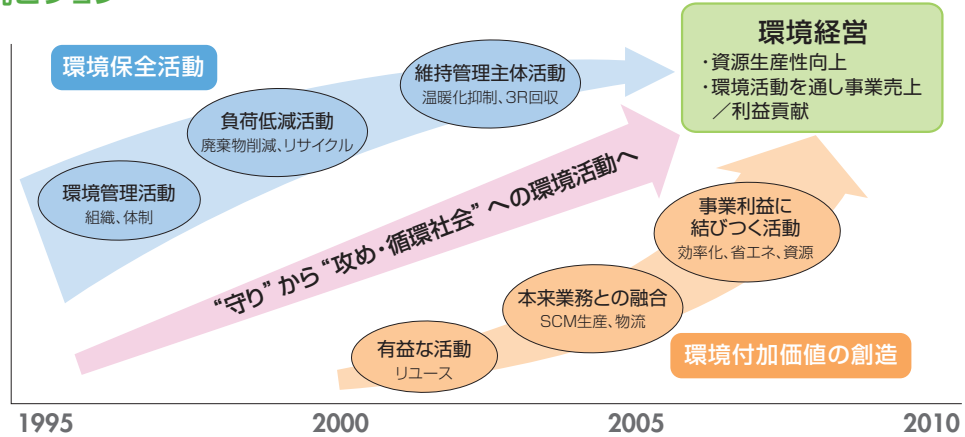 環境保全活動
環境経営
・資源生産性向上
・環境活動を通し事業売上
／利益貢献
維持管理主体活動
温暖化抑制、3R回収
負荷低減活動
廃棄物削減、リサイクル
環境管理活動
組織、体制
“守り”から“攻め・循環社会”への環境活動へ
事業利益に
結びつく活動
効率化、省エネ、資源
本来業務との融合
SCM生産、物流
有益な活動
リユース
環境付加価値の創造
1995
2000
2005
2010